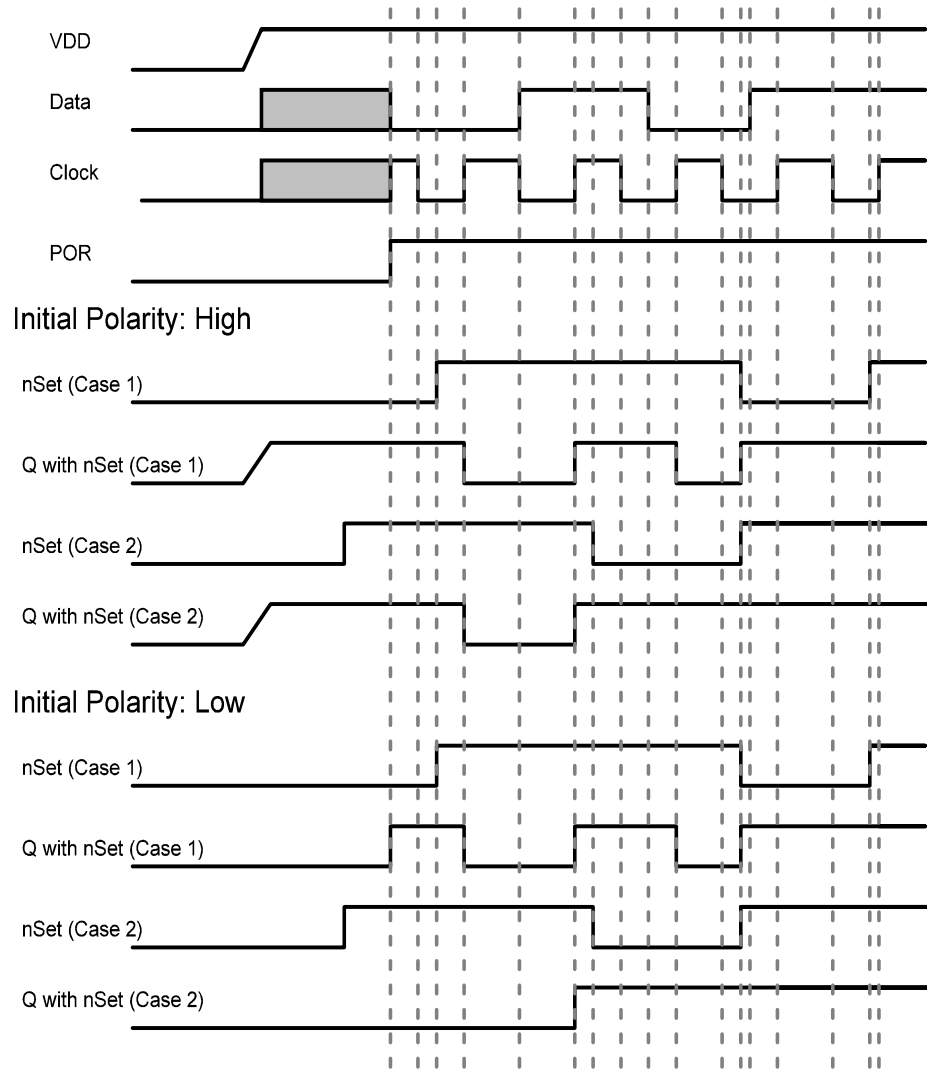 VDD
Data
Clock
POR
Initial Polarity: High
nSet (Case 1)
Q with nSet (Case 1)
nSet (Case 2)
Q with nSet (Case 2)
Initial Polarity: Low
nSet (Case 1)
Q with nSet (Case 1)
nSet (Case 2)
Q with nSet (Case 2)